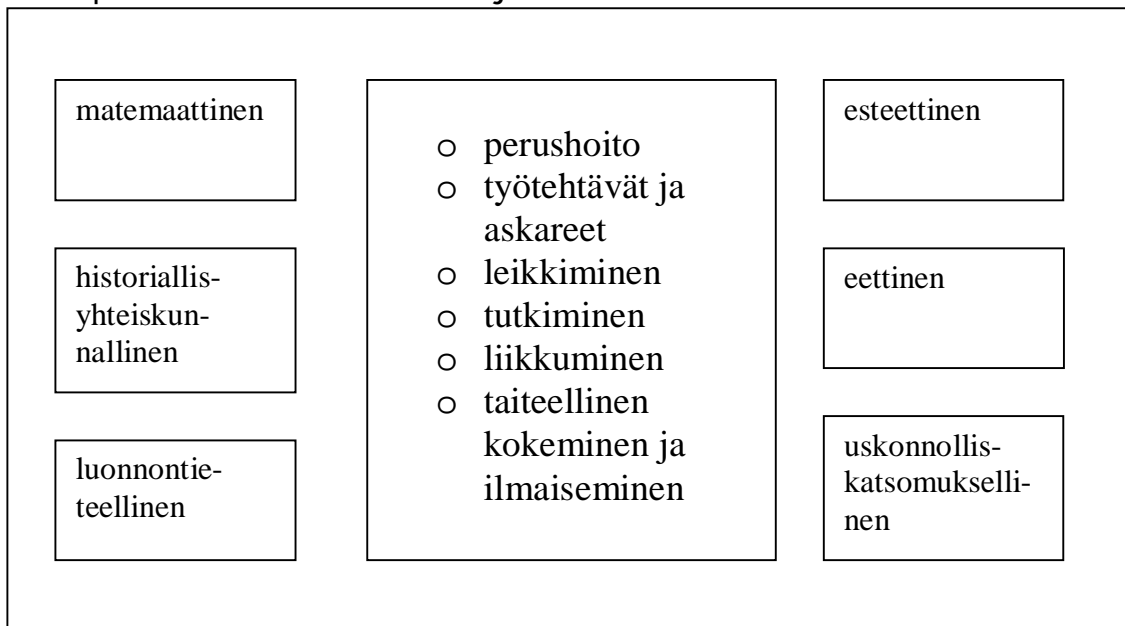 matemaattinen
historiallis-
yhteiskun-
nallinen
luonnontie-
teellinen
o perushoito
o työtehtävät ja
askareet
o leikkiminen
o tutkiminen
o liikkuminen
o taiteellinen
kokeminen ja
ilmaiseminen
esteettinen
eettinen
uskonnollis-
katsomukselli-
nen